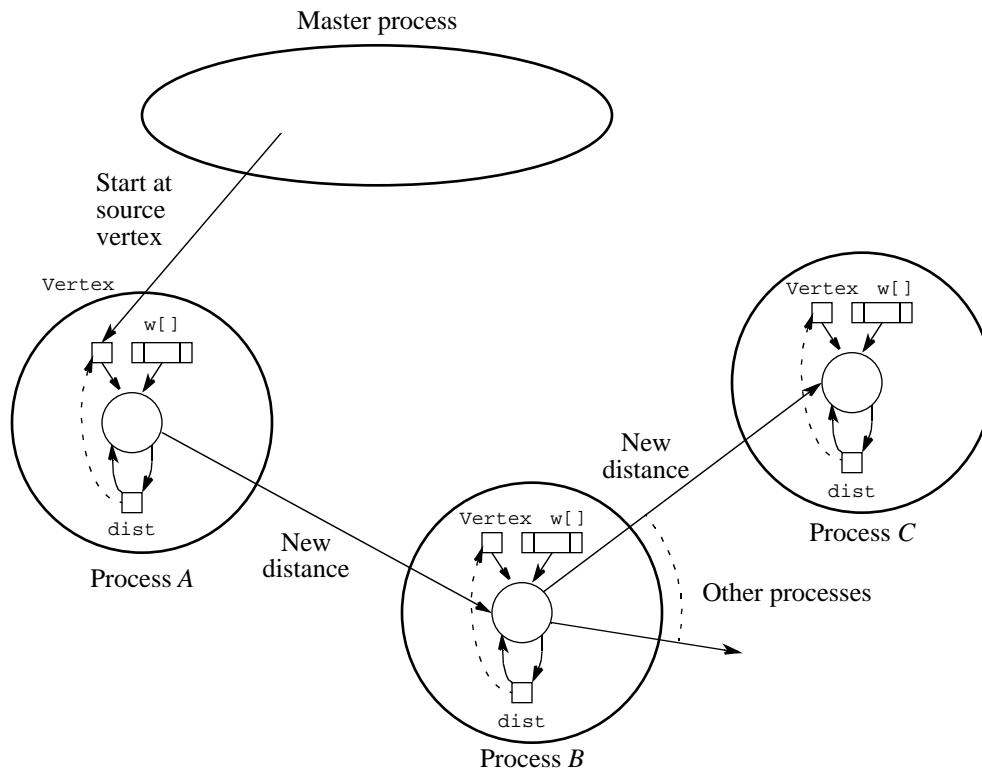 Master process
Start at
source
vertex
Vertex
w[]
dist
Process A
New
distance
Vertex w[]
dist
Process B
New
distance
Vertex w[]
dist
Process C
Other processes